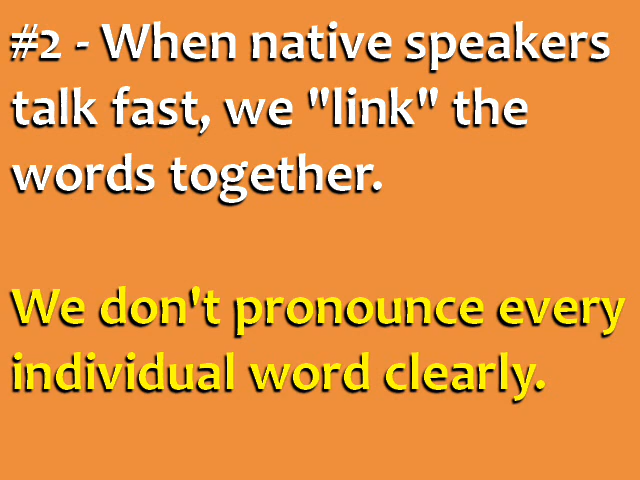 #2 - When native speakers
talk fast, we "link" the
words together.
We don't pronounce every
individual word clearly.